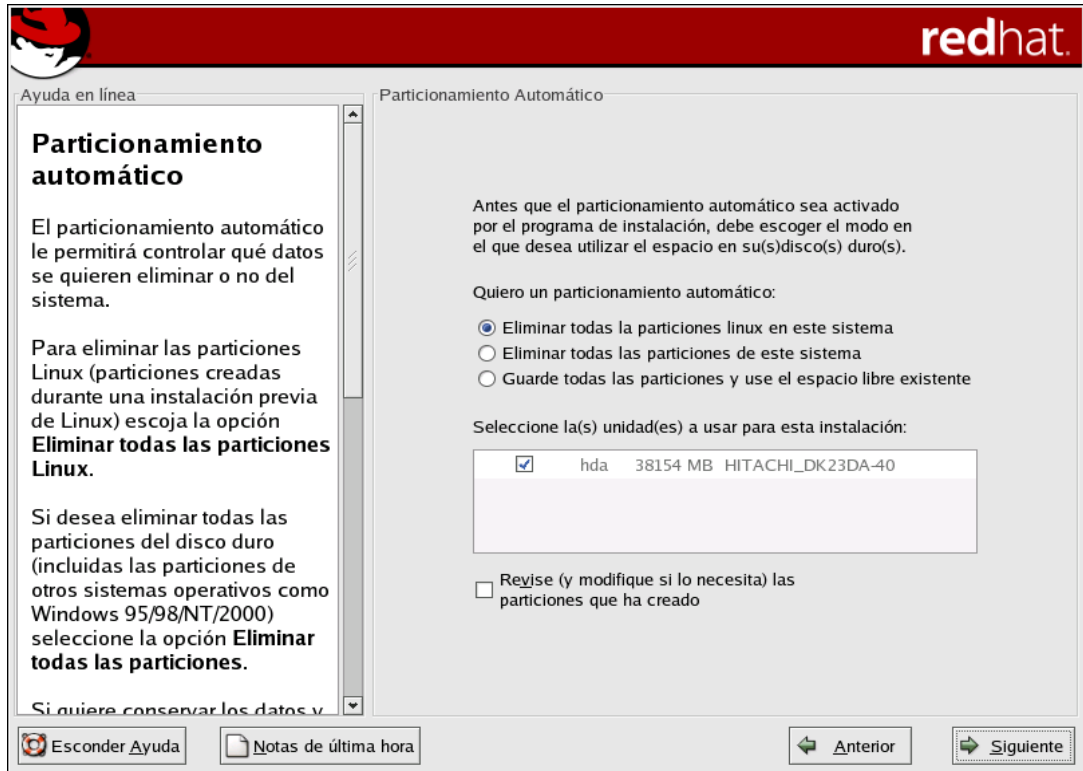 redhat.
Ayuda en línea
Particionamiento
automático
El particionamiento automático
le permitirá controlar qué datos
se quieren eliminar o no del
sistema.
Para eliminar las particiones
Linux (particiones creadas
durante una instalación previa
de Linux) escoja la opción
Eliminar todas las particiones
Linux.
Si desea eliminar todas las
particiones del disco duro
(incluidas las particiones de
otros sistemas operativos como
Windows 95/98/NT/2000)
seleccione la opción Eliminar
todas las particiones.
Si quiere conservar los datos y
Particionamiento Automático
Antes que el particionamiento automático sea activado
por el programa de instalación, debe escoger el modo en
el que desea utilizar el espacio en su(s)disco(s) duro(s).
Quiero un particionamiento automático:
Eliminar todas la particiones linux en este sistema
Eliminar todas las particiones de este sistema
Guarde todas las particiones y use el espacio libre existente
Seleccione la(s) unidad(es) a usar para esta instalación:
hda 38154 MB HITACHI_DK23DA-40
Revise (y modifique si lo necesita) las
particiones que ha creado
Esconder Ayuda
Notas de última hora
Anterior
Siguiente